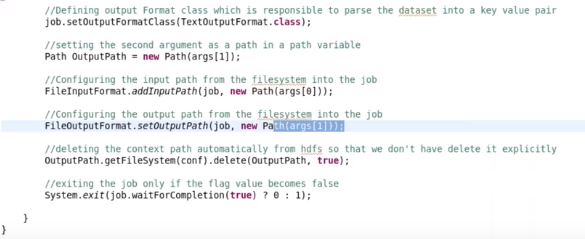 //Defining output Format class which is responsible to parse the dataset into a key value pair
job.setOutputFormatClass(TextOutputFormat.class);
//setting the second argument as a path in a path variable
Path OutputPath = new Path(args[1]);
//Configuring the input path from the filesystem into the job
FileInputFormat.addInputPath(job, new Path(args[0]));
//Configuring the output path from the filesystem into the job
FileOutputFormat.setOutputPath(job, new Path(args[1]));
//deleting the context path automatically from hdfs so that we don't have delete it explicitly
OutputPath.getFileSystem(conf).delete(OutputPath, true);
//exiting the job only if the flag value becomes false
System.exit(job.waitForCompletion(true) ? 0 : 1);
}
}